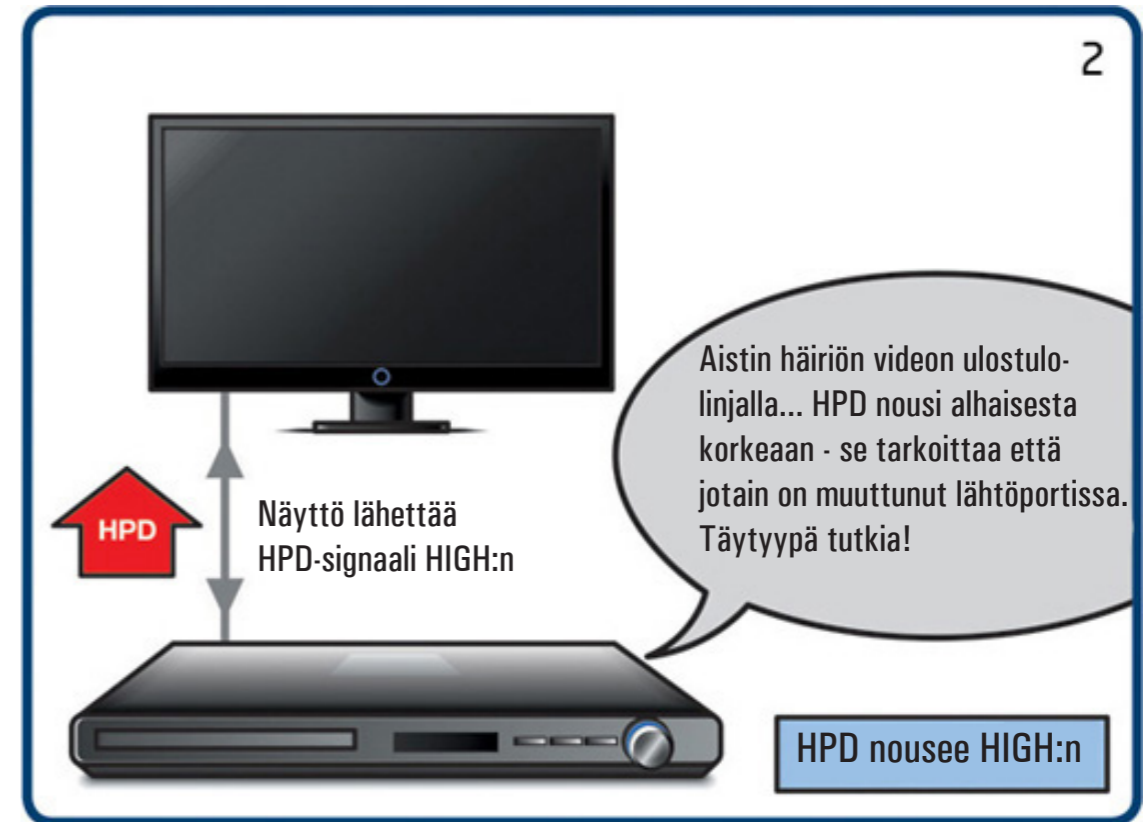 2
Aistin häiriön videon ulostulo-
linjalla... HPD nousi alhaisesta
korkeaan - se tarkoittaa että
jotain on muuttunut lähtöportissa.
Täytyypä tutkia!
HPD
Näyttö lähettää
HPD-signaali HIGH:n
HPD nousee HIGH:n